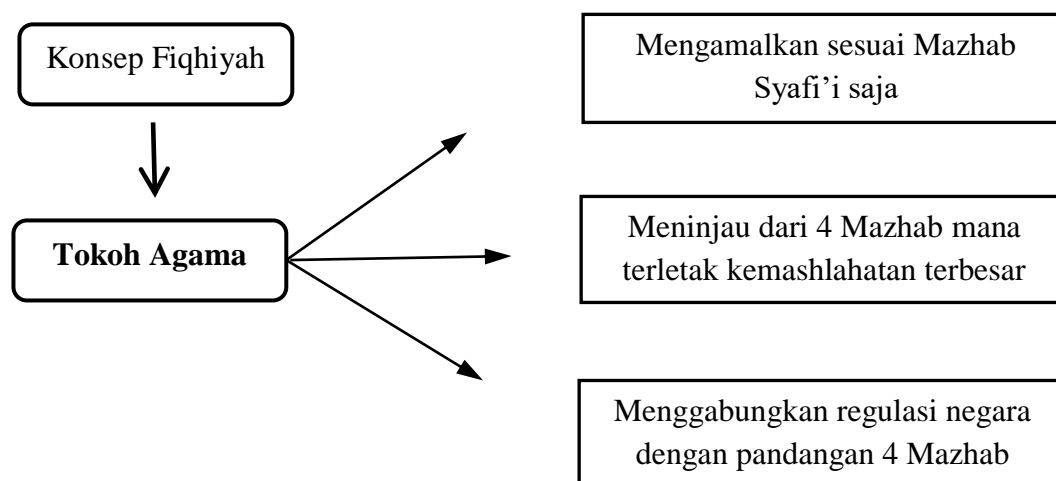 Konsep Fiqhiyah
Tokoh Agama
Mengamalkan sesuai Mazhab
Syafi’i saja
Meninjau dari 4 Mazhab mana
terletak kemashlahatan terbesar
Menggabungkan regulasi negara
dengan pandangan 4 Mazhab